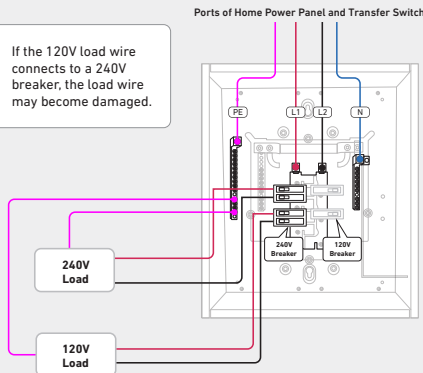 Ports of Home Power Panel and Transfer Switch
If the 120V load wire
connects to a 240V
breaker, the load wire
may become damaged.
PE
L1
L2
N
240V
Breaker
120V
Breaker
240V
Load
120V
Load